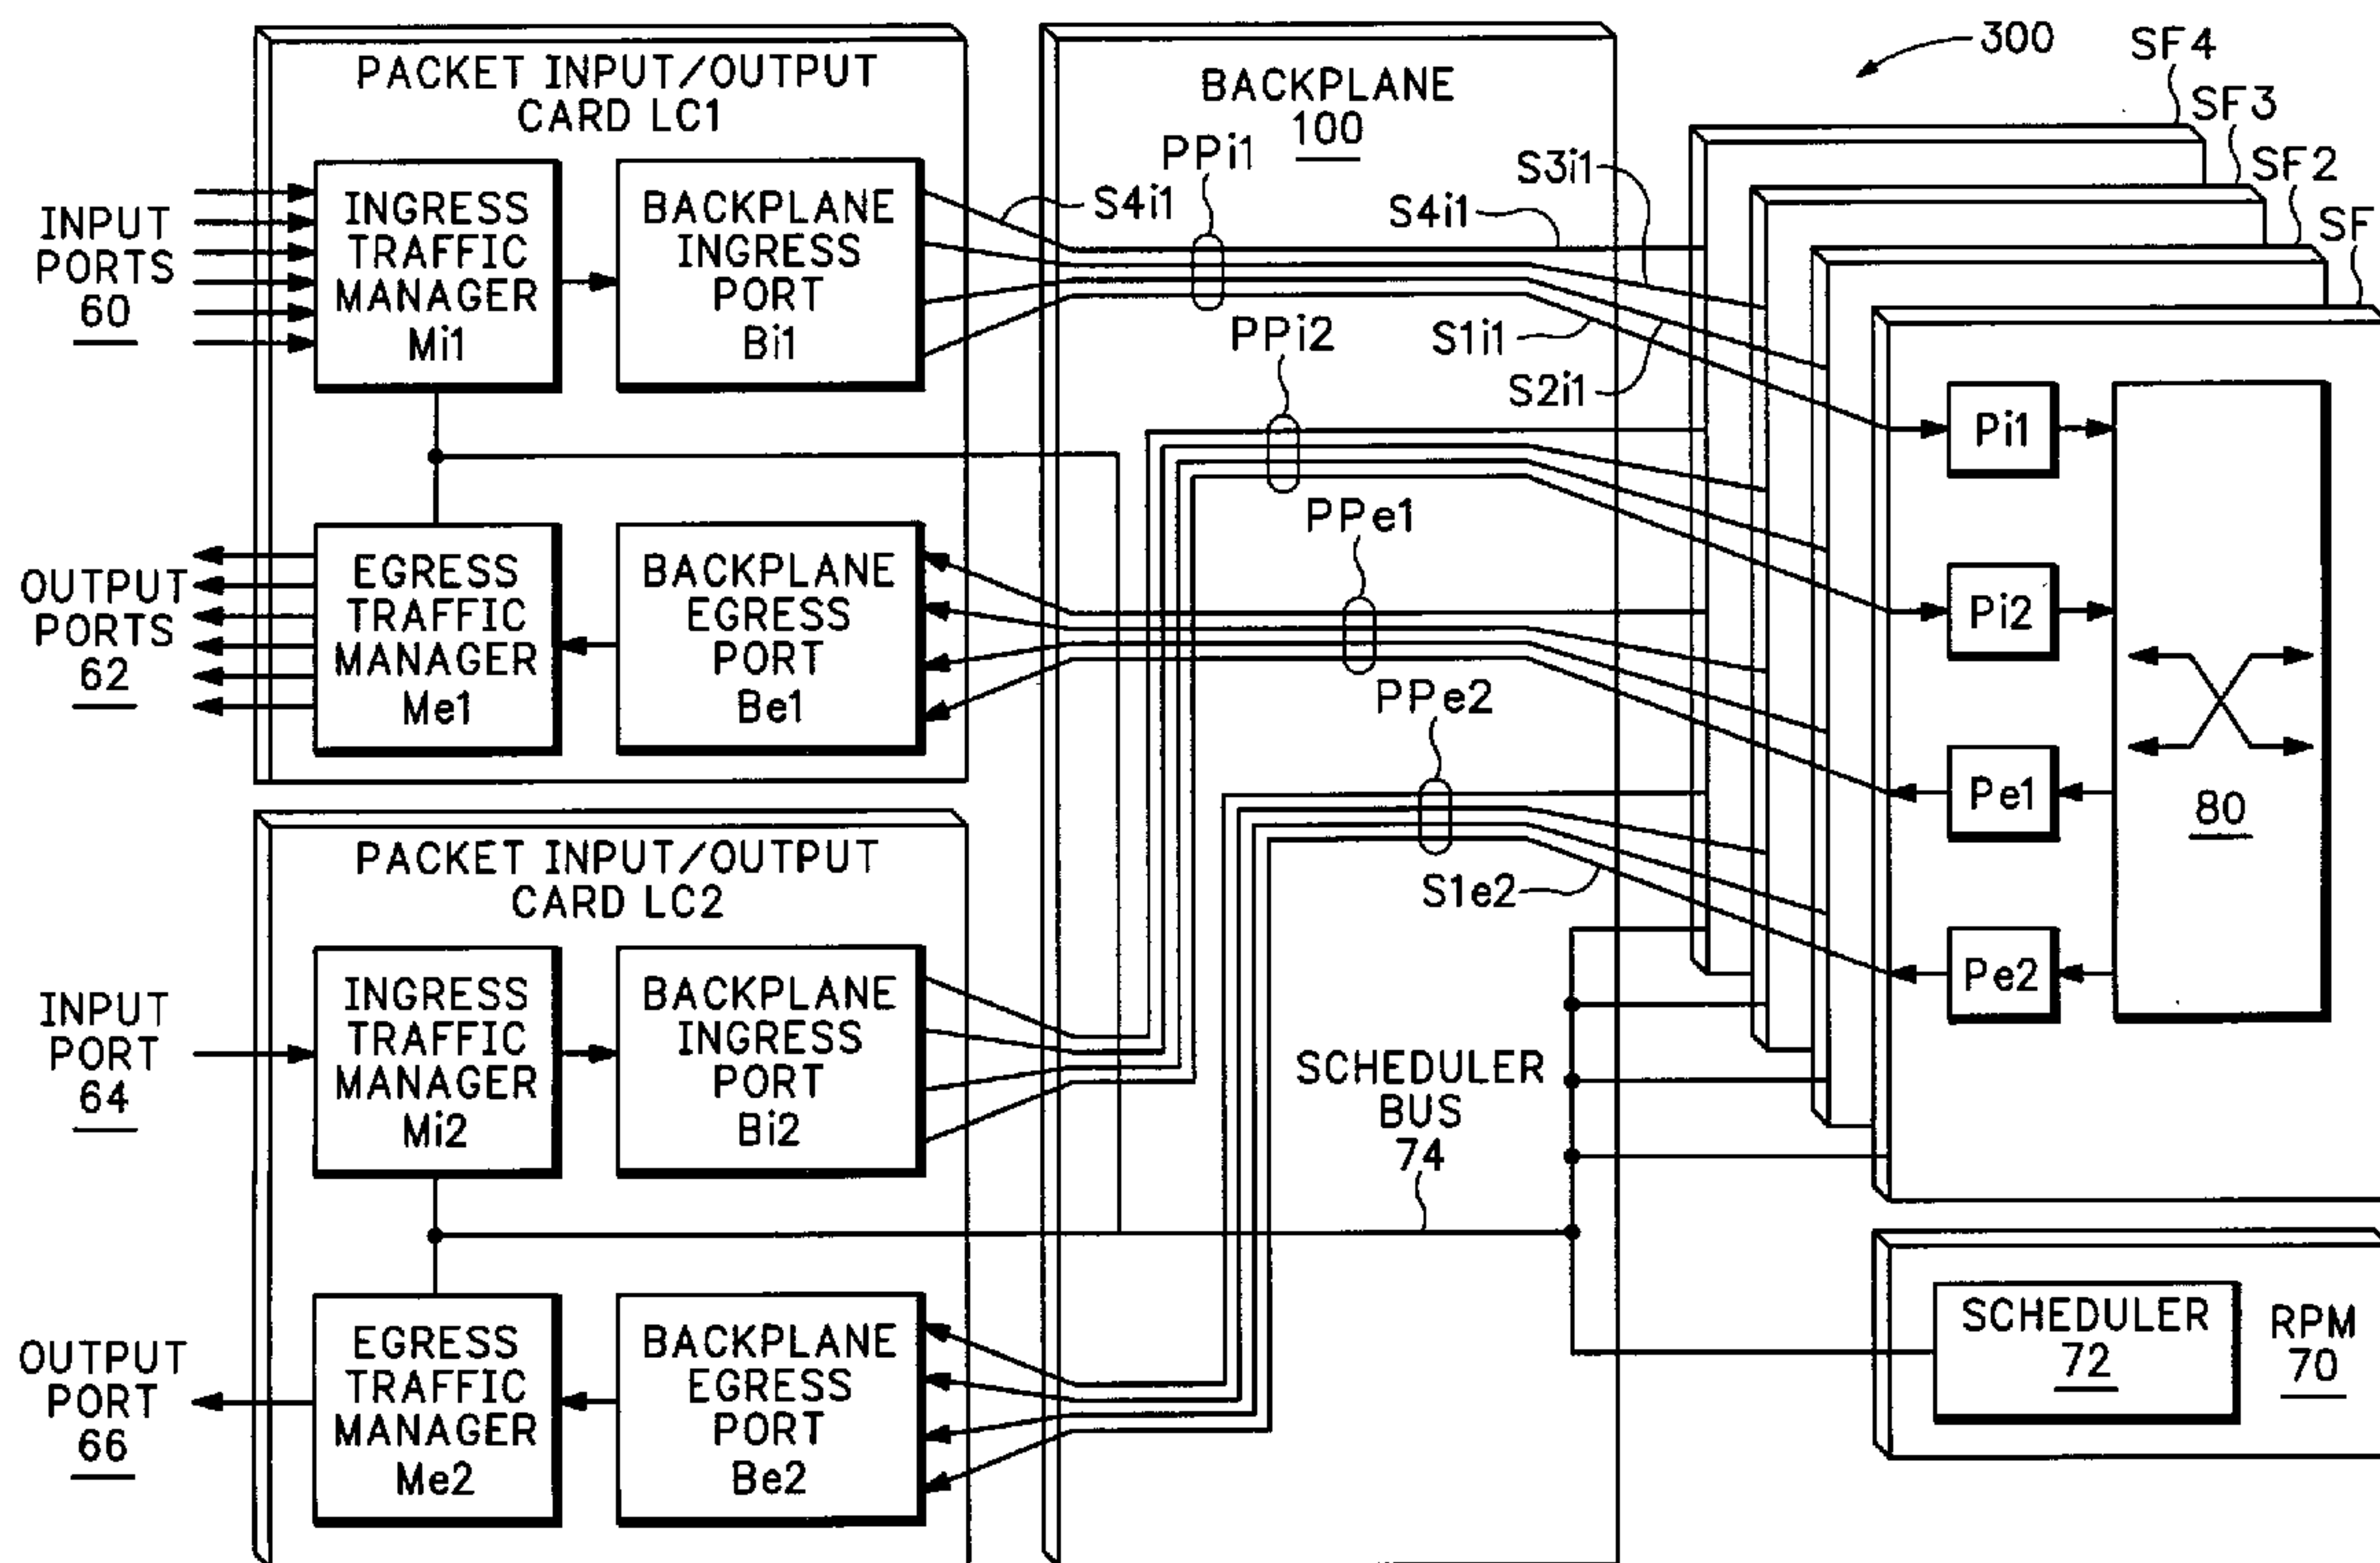 300
SF4
SF3
SF2
SF
PACKET INPUT/OUTPUT
CARD LC1
BACKPLANE
100
INPUT
PORTS
60
INGRESS
TRAFFIC
MANAGER
Mi1
BACKPLANE
INGRESS
PORT
Bi1
S4i1
PPi1
S4i1
S3i1
S1i1
S2i1
PPi2
OUTPUT
PORTS
62
EGRESS
TRAFFIC
MANAGER
Me1
BACKPLANE
EGRESS
PORT
Be1
PPe1
PPe2
S1e2
Pi1
Pi2
Pe1
Pe2
80
PACKET INPUT/OUTPUT
CARD LC2
INPUT
PORT
64
INGRESS
TRAFFIC
MANAGER
Mi2
BACKPLANE
INGRESS
PORT
Bi2
SCHEDULER
BUS
74
OUTPUT
PORT
66
EGRESS
TRAFFIC
MANAGER
Me2
BACKPLANE
EGRESS
PORT
Be2
SCHEDULER
72
RPM
70